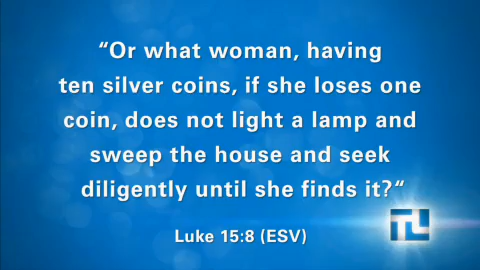 “Or what woman, having
ten silver coins, if she loses one
coin, does not light a lamp and
sweep the house and seek
diligently until she finds it?“
Luke 15:8 (ESV)